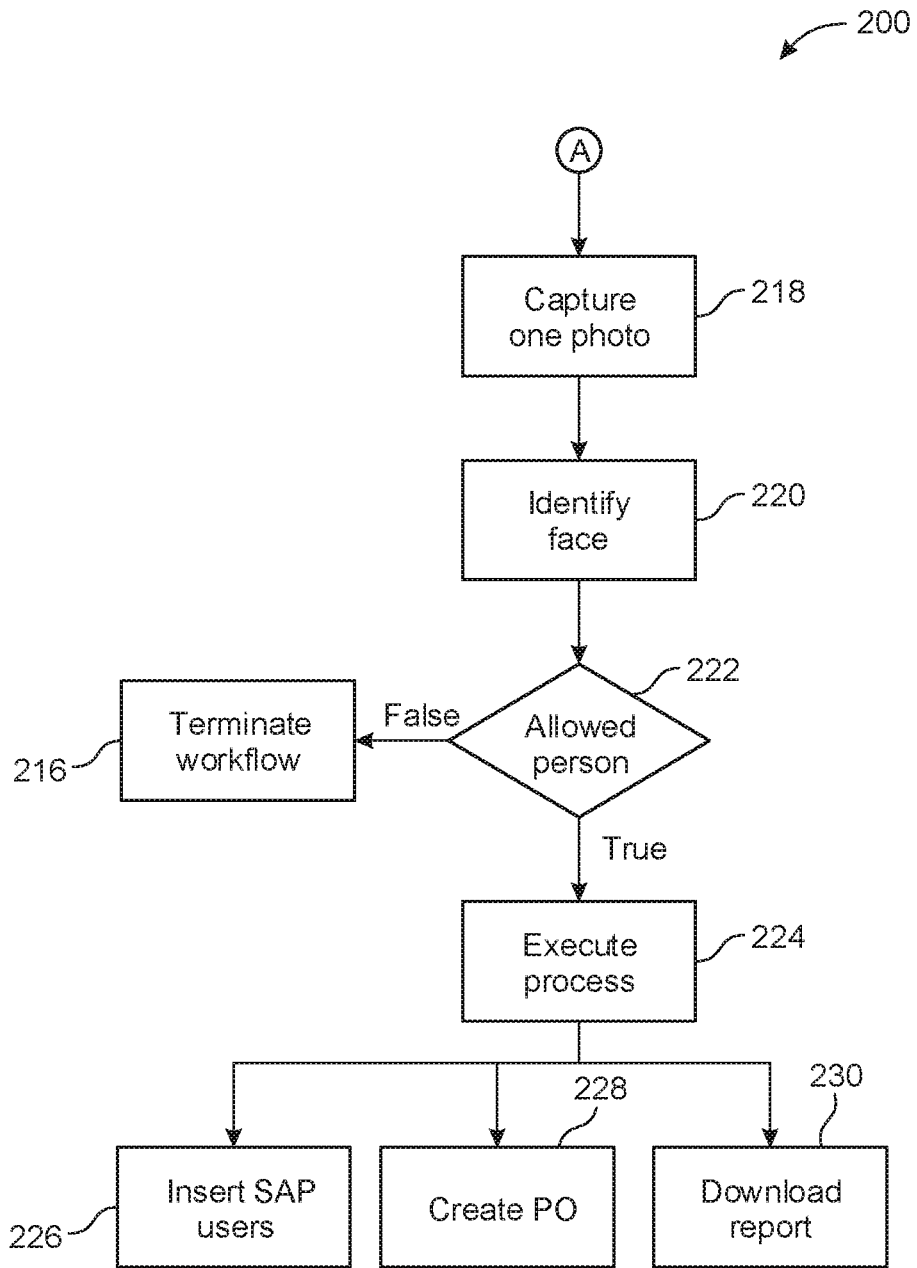 200
A
Capture
one photo
218
Identify
face
220
222
Allowed
person
False
Terminate
workflow
216
True
Execute
process
224
Insert SAP
users
226
228
Create PO
230
Download
report